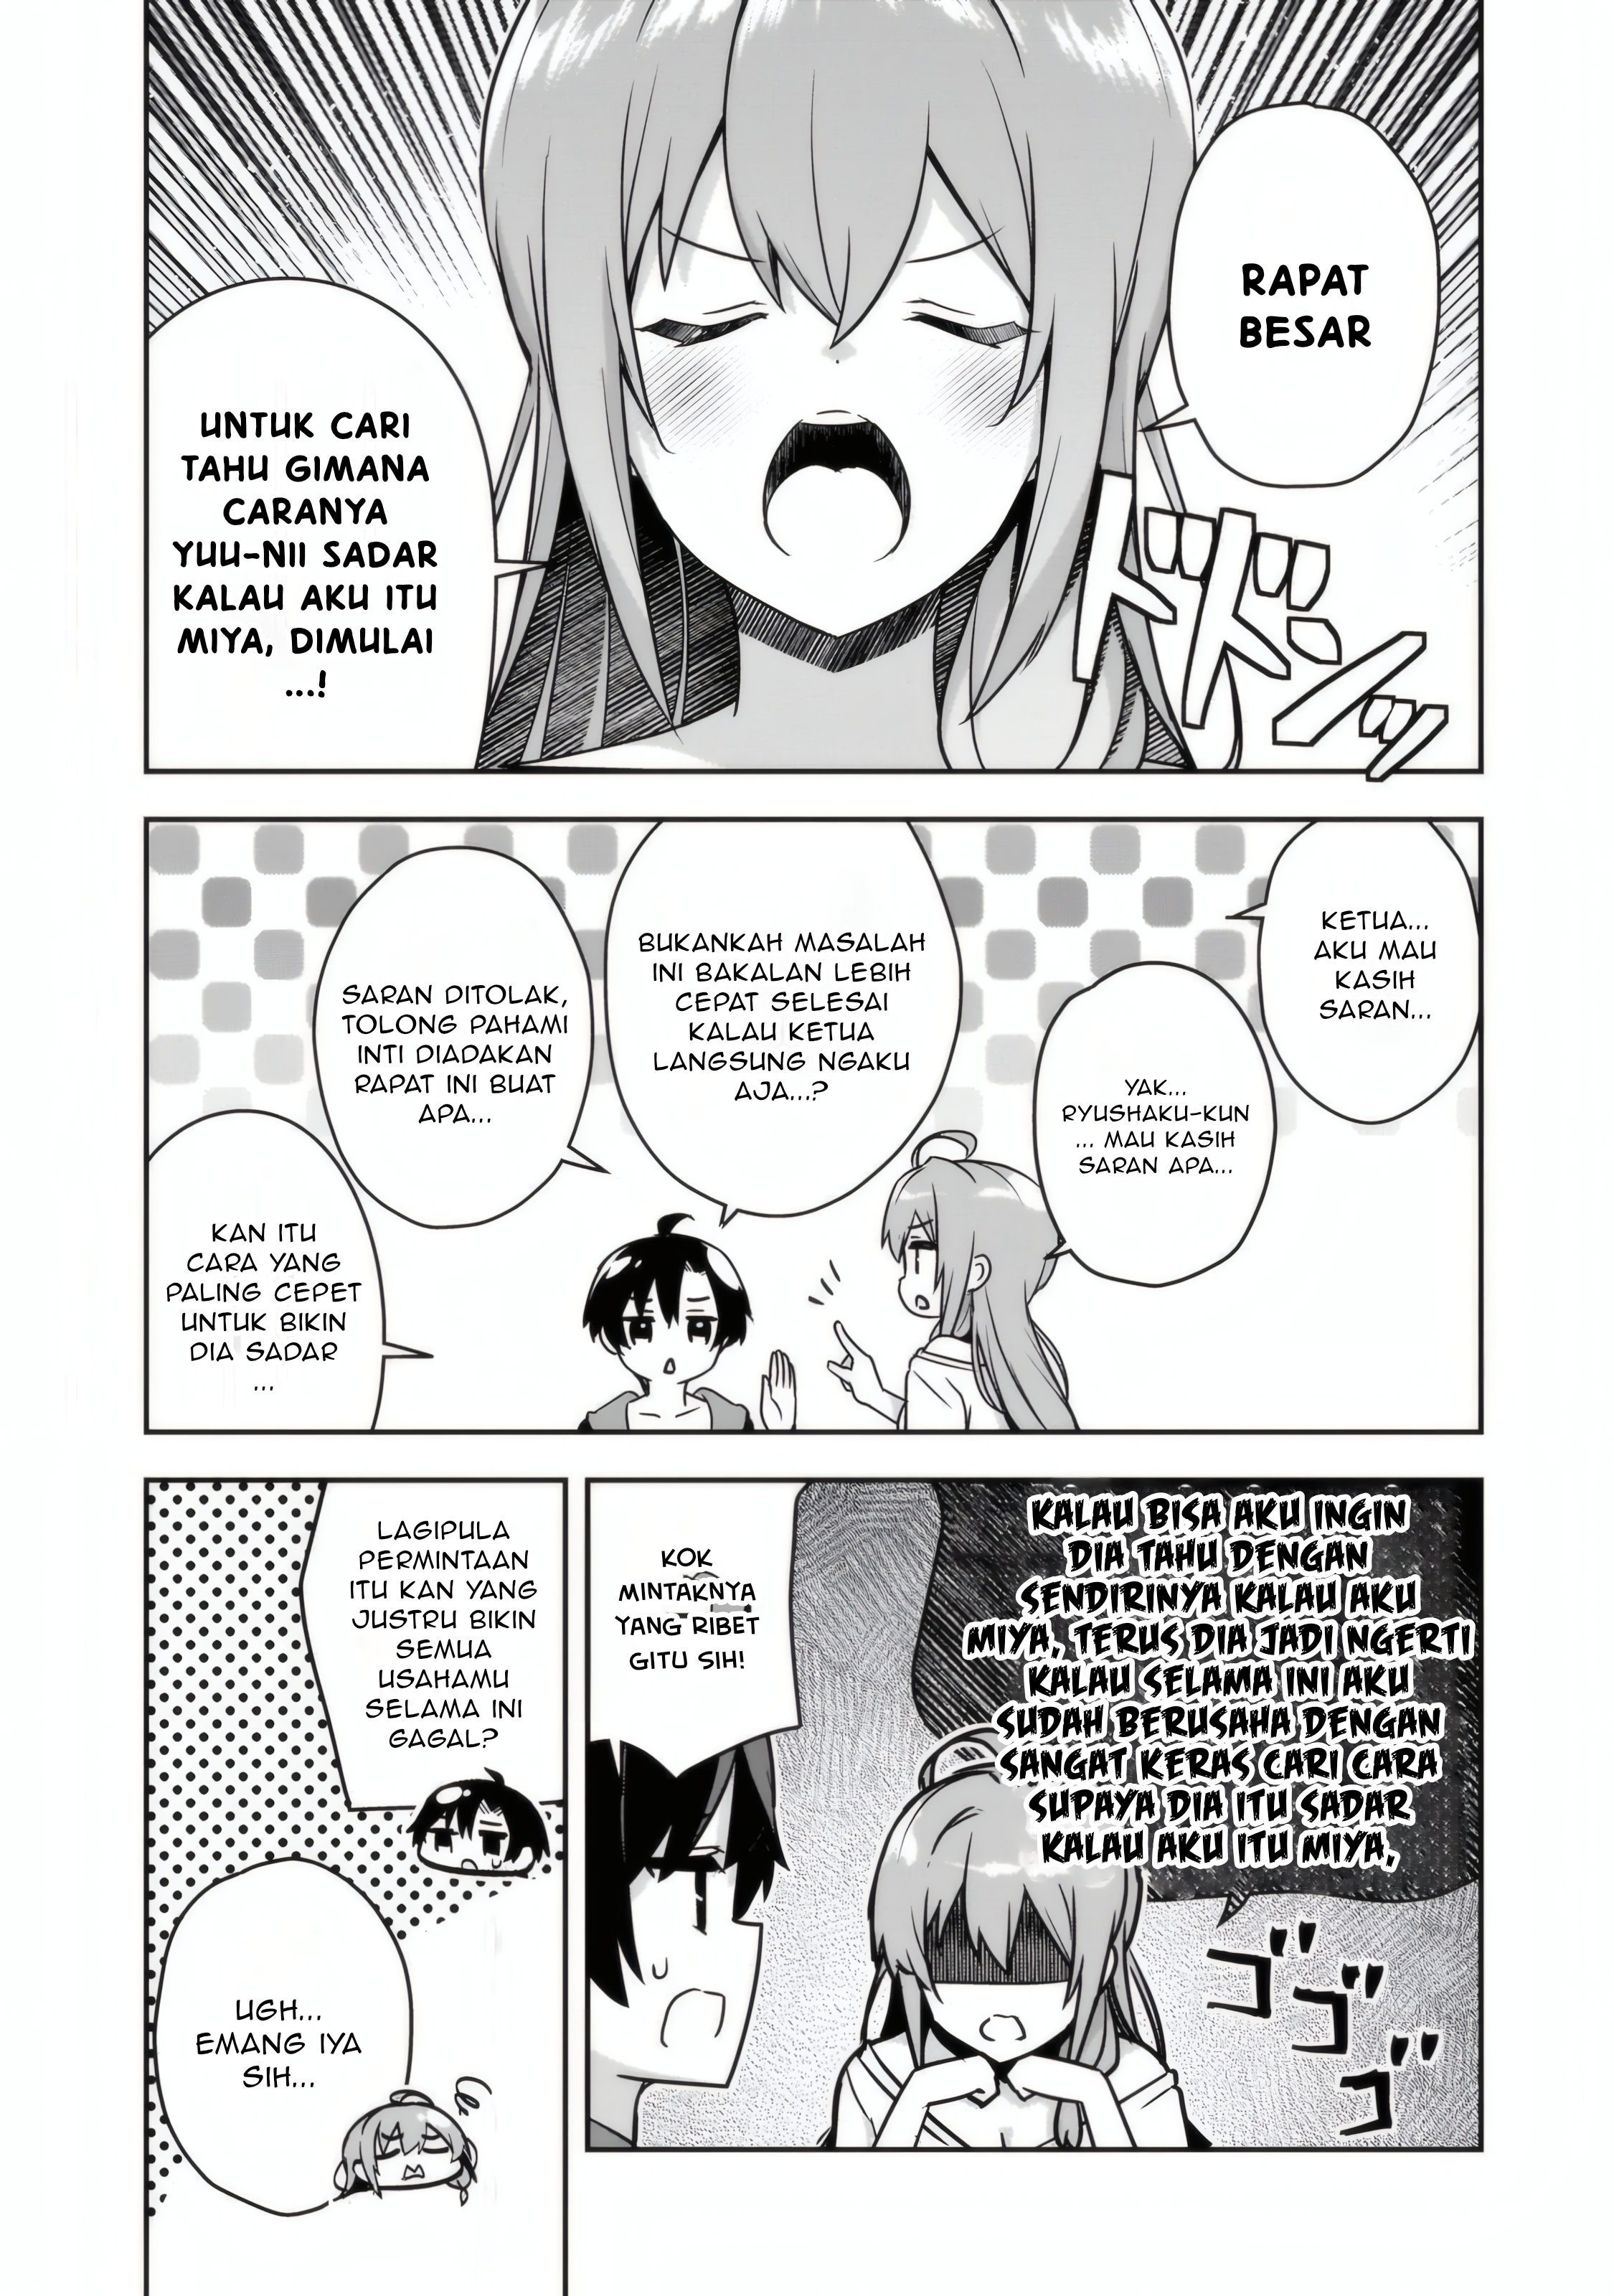 RAPAT
BESAR
UNTUK CARI
TAHU GIMANA
CARANYA
YUU-NII SADAR
KALAU AKU ITU
MIYA, DIMULAI
...!
ドドンッ
KETUA...
AKU MAU
KASIH
SARAN...
YAK...
RYUSHAKU-KUN
... MAU KASIH
SARAN APA...
BUKANKAH MASALAH
INI BAKALAN LEBIH
CEPAT SELESAI
KALAU KETUA
LANGSUNG NGAKU
AJA...?
SARAN DITOLAK,
TOLONG PAHAMI
INTI DIADAKAN
RAPAT INI BUAT
APA...
KAN ITU
CARA YANG
PALING CEPET
UNTUK BIKIN
DIA SADAR
...
KALAU BISA AKU INGIN
DIA TAHU DENGAN
SENDIRINYA KALAU AKU
MIYA, TERUS DIA JADI NGERTI
KALAU SELAMA INI AKU
SUDAH BERUSAHA DENGAN
SANGAT KERAS CARI CARA
SUPAYA DIA ITU SADAR
KALAU AKU ITU MIYA,
ゴゴゴ
KOK
MINTAKNYA
YANG RIBET
GITU SIH!
LAGIPULA
PERMINTAAN
ITU KAN YANG
JUSTRU BIKIN
SEMUA
USAHAMU
SELAMA INI
GAGAL?
UGH...
EMANG IYA
SIH...